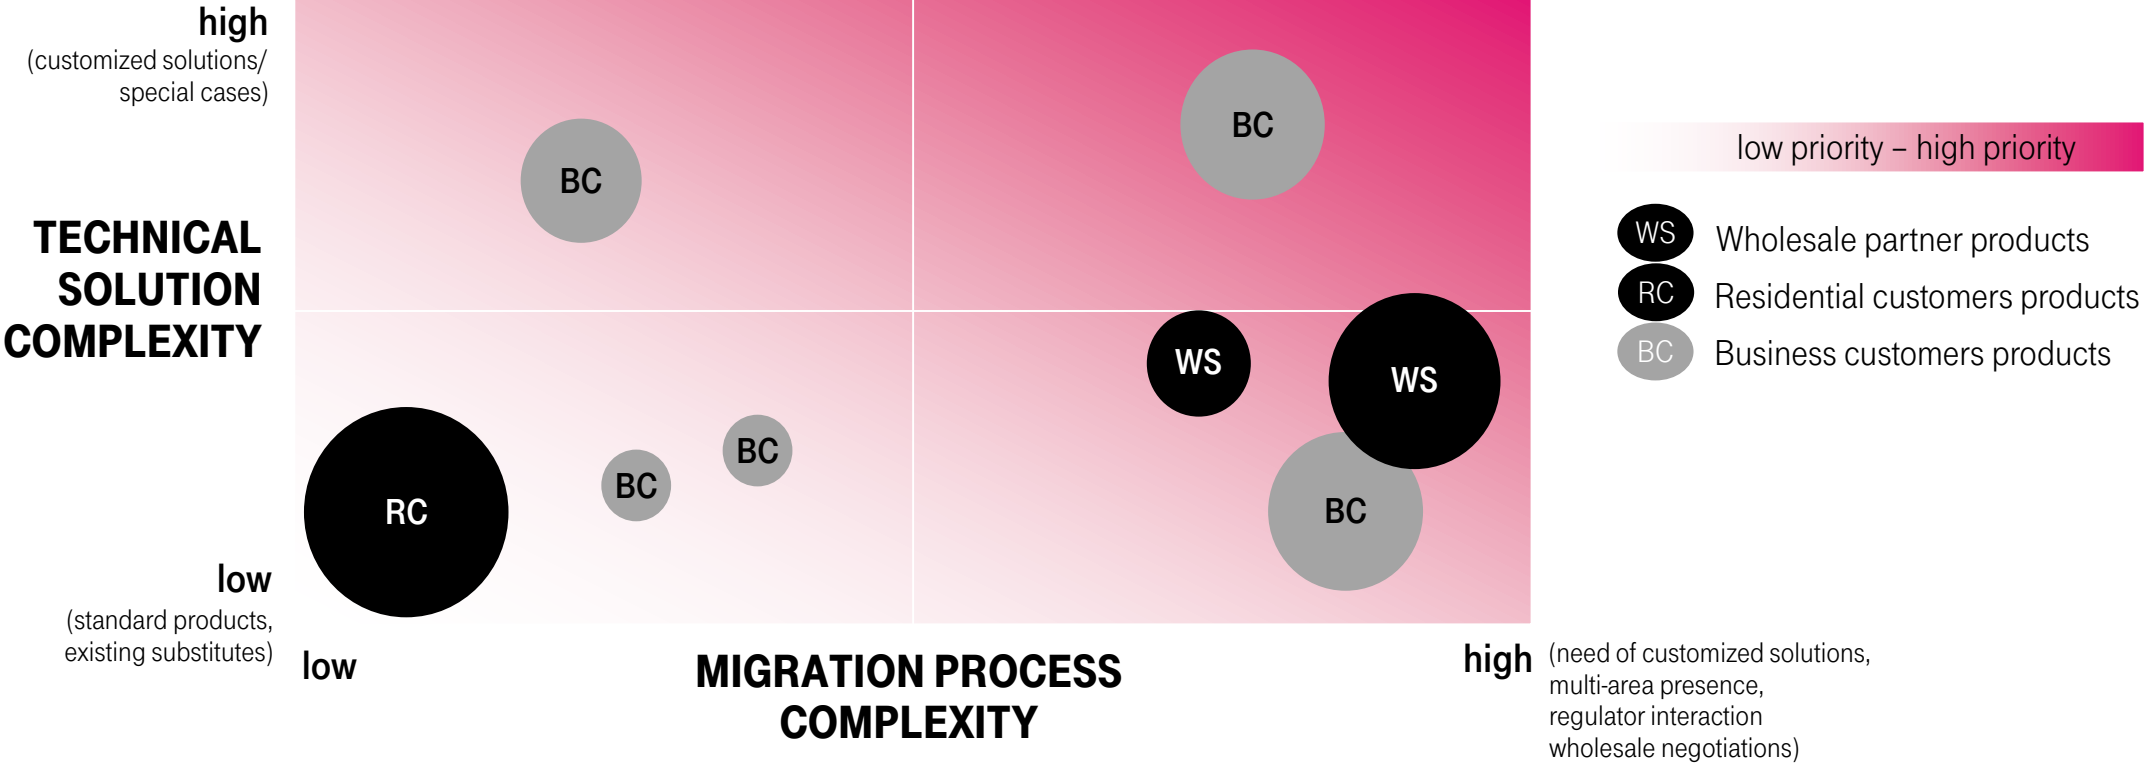 high
(customized solutions/
special cases)
TECHNICAL
SOLUTION
COMPLEXITY
low
(standard products,
existing substitutes)
BC
BC
WS
WS
BC
BC
RC
BC
low
MIGRATION PROCESS
COMPLEXITY
high
(need of customized solutions,
multi-area presence,
regulator interaction
wholesale negotiations)
low priority – high priority
WS Wholesale partner products
RC Residential customers products
BC Business customers products